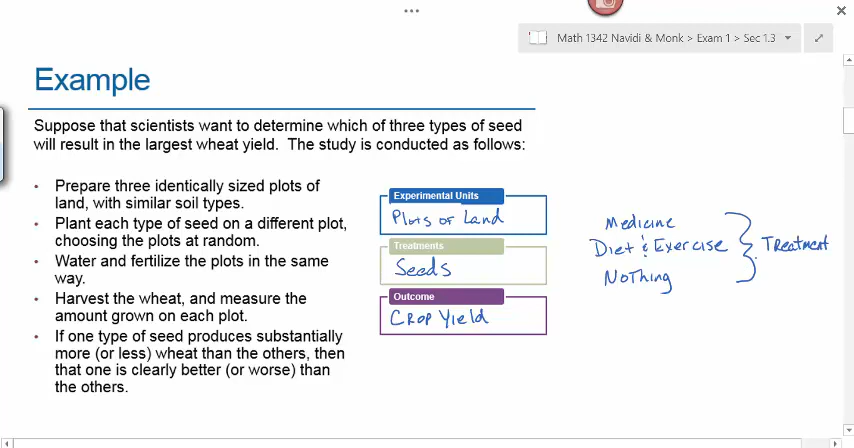 Math 1342 Navidi & Monk > Exam 1 > Sec 1.3
Example
Suppose that scientists want to determine which of three types of seed
will result in the largest wheat yield. The study is conducted as follows:
• Prepare three identically sized plots of
land, with similar soil types.
• Plant each type of seed on a different plot,
choosing the plots at random.
• Water and fertilize the plots in the same
way.
• Harvest the wheat, and measure the
amount grown on each plot.
• If one type of seed produces substantially
more (or less) wheat than the others, then
that one is clearly better (or worse) than
the others.
Experimental Units
Plots of Land
Treatments
Seeds
Outcome
Crop Yield
Medicine
Diet & Exercise
Nothing
Treatment